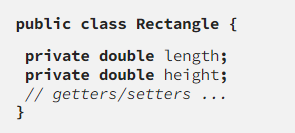 public class Rectangle {
private double length;
private double height;
// getters/setters ...
}